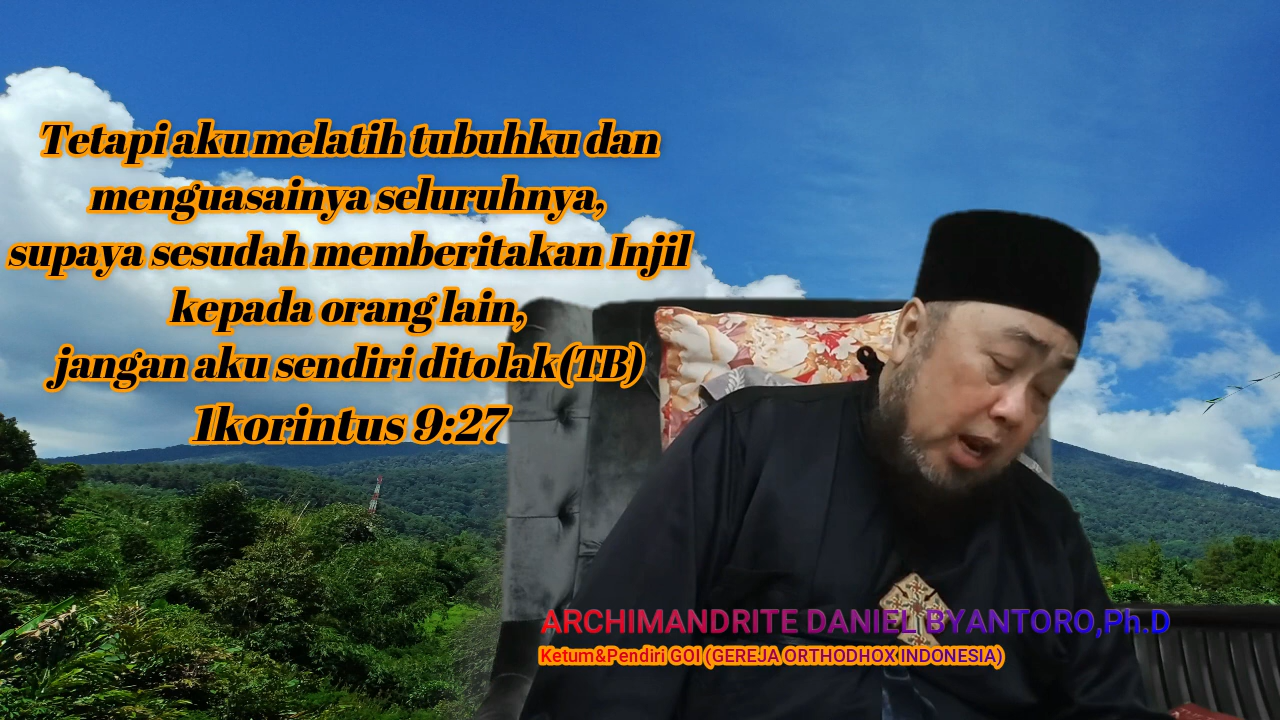 Tetapi aku melatih tubuhku dan
menguasainya seluruhnya,
supaya sesudah memberitakan Injil
kepada orang lain,
jangan aku sendiri ditolak(TB)
1korintus 9:27
ARCHIMANDRITE DANIEL BYANTORO,Ph.D
Ketum&Pendiri GOI (GEREJA ORTHODHOX INDONESIA)